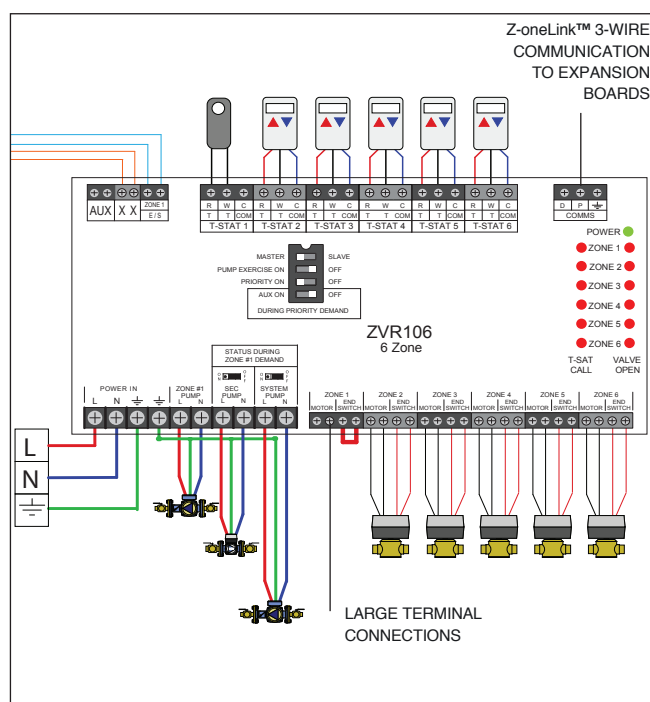 Z-oneLink™ 3-WIRE
COMMUNICATION
TO EXPANSION
BOARDS
AUX X X ZONE 1
E / S
R W C R W C R W C R W C R W C R W C
T T COM T T COM T T COM T T COM T T COM T T COM
T-STAT 1 T-STAT 2 T-STAT 3 T-STAT 4 T-STAT 5 T-STAT 6
D P
COMMS
POWER
ZONE 1
ZONE 2
ZONE 3
ZONE 4
ZONE 5
ZONE 6
T-SAT CALL
VALVE OPEN
MASTER SLAVE
PUMP EXERCISE ON OFF
PRIORITY ON OFF
AUX ON OFF
DURING PRIORITY DEMAND
ZVR106
6 Zone
STATUS DURING
ZONE #1 DEMAND
ON OFF ON OFF
POWER IN
L N
ZONE #1
PUMP
L N
SEC
PUMP
L N
SYSTEM
PUMP
L N
ZONE 1 ZONE 2 ZONE 3 ZONE 4 ZONE 5 ZONE 6
MOTOR END SWITCH MOTOR END SWITCH MOTOR END SWITCH MOTOR END SWITCH MOTOR END SWITCH MOTOR END SWITCH
L
N
LARGE TERMINAL
CONNECTIONS